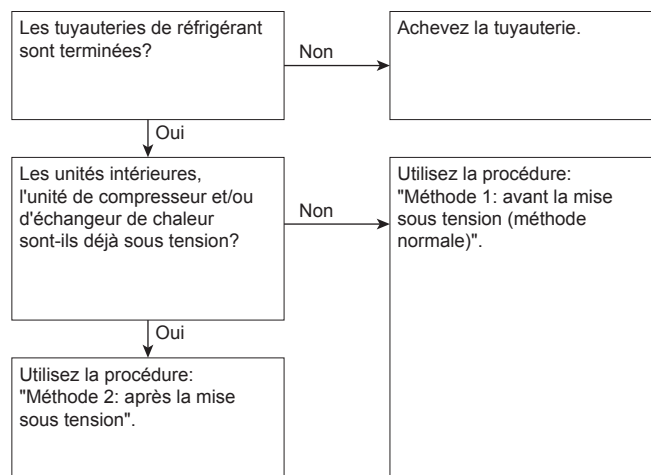 Les tuyauteries de réfrigérant
sont terminées?
Non
Achevez la tuyauterie.
Oui
Les unités intérieures,
l'unité de compresseur et/ou
d'échangeur de chaleur
sont-ils déjà sous tension?
Non
Utilisez la procédure:
"Méthode 1: avant la mise
sous tension (méthode
normale)".
Oui
Utilisez la procédure:
"Méthode 2: après la mise
sous tension".